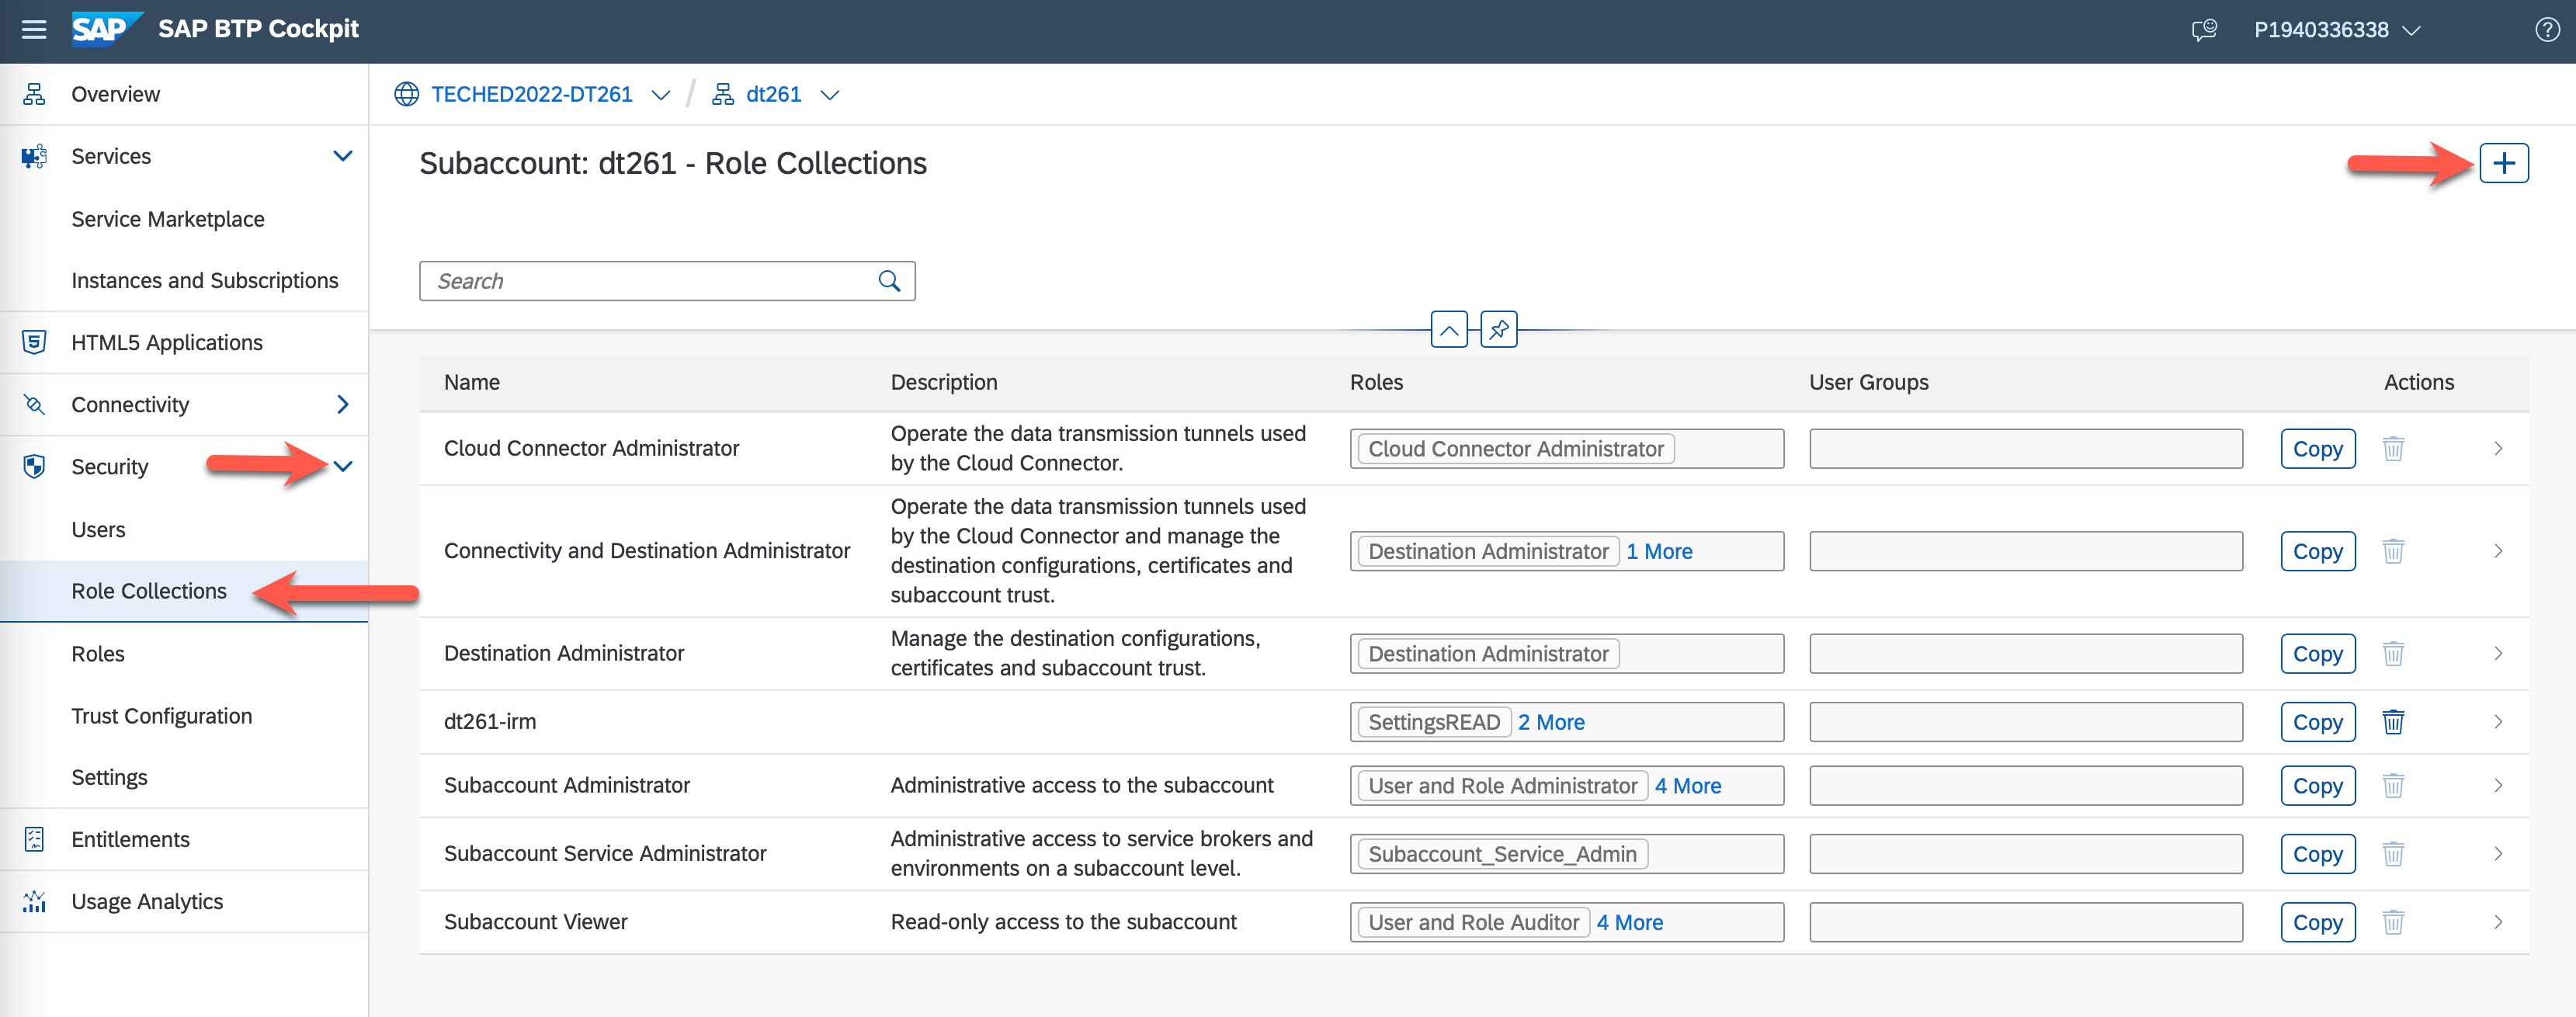 SAP SAP BTP Cockpit
P1940336338
Overview
Services
Service Marketplace
Instances and Subscriptions
HTML5 Applications
Connectivity
Security
Users
Role Collections
Roles
Trust Configuration
Settings
Entitlements
Usage Analytics
TECHED2022-DT261 / dt261
Subaccount: dt261 - Role Collections
Search
Name Description Roles User Groups Actions
Cloud Connector Administrator
Operate the data transmission tunnels used
by the Cloud Connector.
Cloud Connector Administrator
Copy
Connectivity and Destination Administrator
Operate the data transmission tunnels used
by the Cloud Connector and manage the
destination configurations, certificates and
subaccount trust.
Destination Administrator 1 More
Copy
Destination Administrator
Manage the destination configurations,
certificates and subaccount trust.
Destination Administrator
Copy
dt261-irm
SettingsREAD 2 More
Copy
Subaccount Administrator
Administrative access to the subaccount
User and Role Administrator 4 More
Copy
Subaccount Service Administrator
Administrative access to service brokers and
environments on a subaccount level.
Subaccount_Service_Admin
Copy
Subaccount Viewer
Read-only access to the subaccount
User and Role Auditor 4 More
Copy